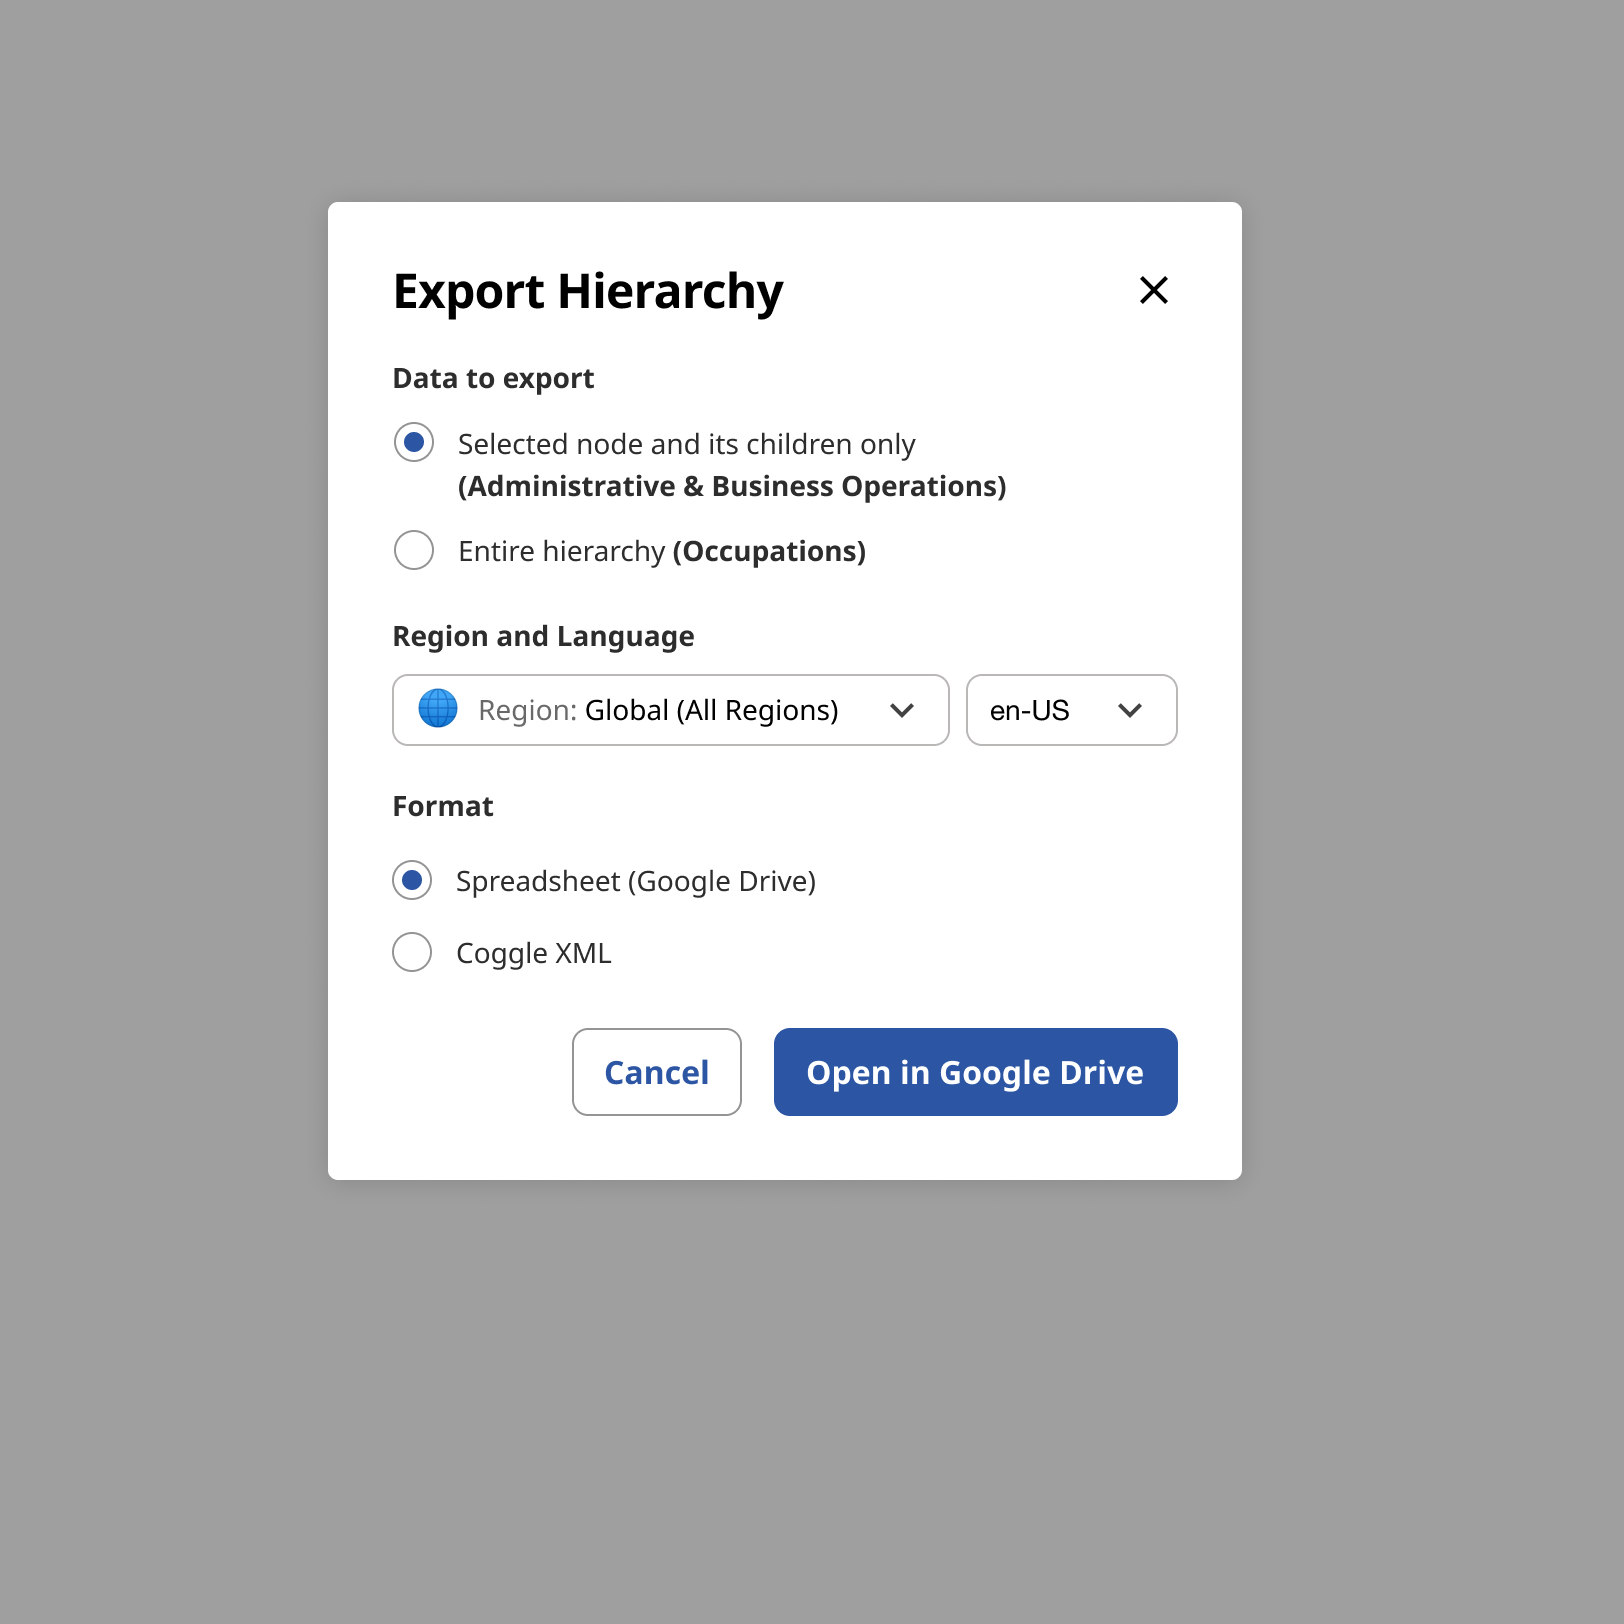 Export Hierarchy
Data to export
Selected node and its children only
(Administrative & Business Operations)
Entire hierarchy (Occupations)
Region and Language
Region: Global (All Regions)
en-US
Format
Spreadsheet (Google Drive)
Coggle XML
Cancel
Open in Google Drive